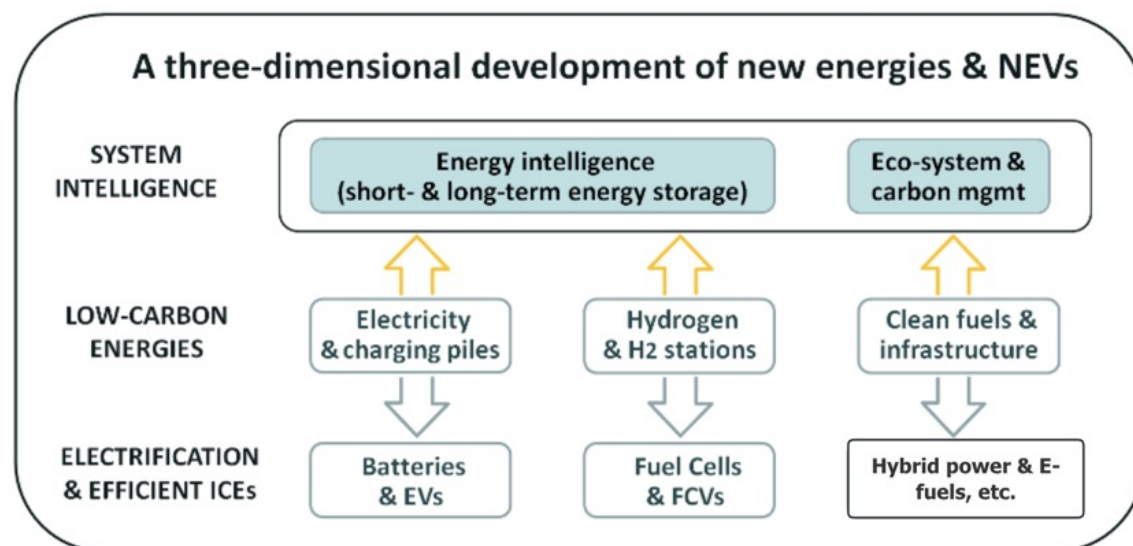 A three-dimensional development of new energies & NEVs
SYSTEM
INTELLIGENCE
Energy intelligence
(short- & long-term energy storage)
Eco-system &
carbon mgmt
LOW-CARBON
ENERGIES
Electricity
& charging piles
Hydrogen
& H2 stations
Clean fuels &
infrastructure
ELECTRIFICATION
& EFFICIENT ICEs
Batteries
& EVs
Fuel Cells
& FCVs
Hybrid power & E-
fuels, etc.